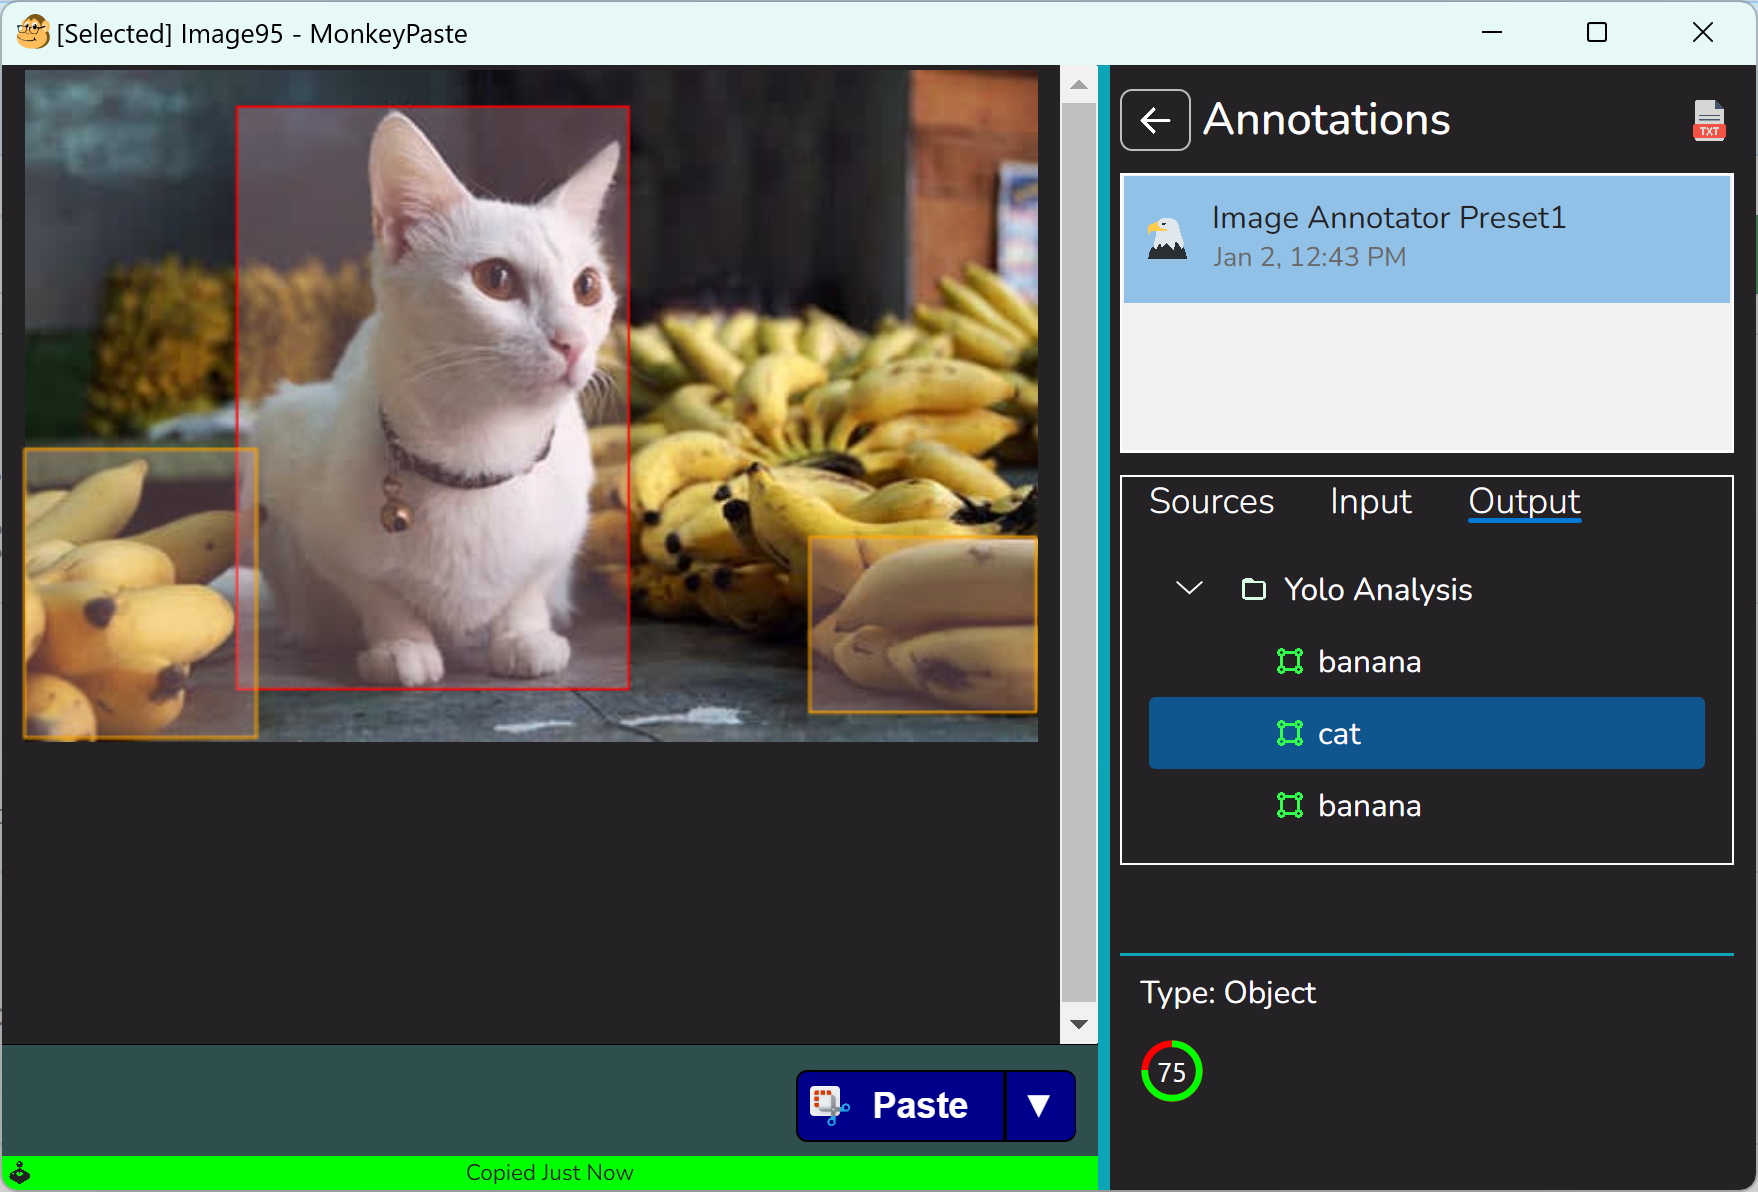 [Selected] Image95 - MonkeyPaste
Annotations
TXT
Image Annotator Preset1
Jan 2, 12:43 PM
Sources Input Output
Yolo Analysis
banana
cat
banana
Type: Object
75
Paste
Copied Just Now